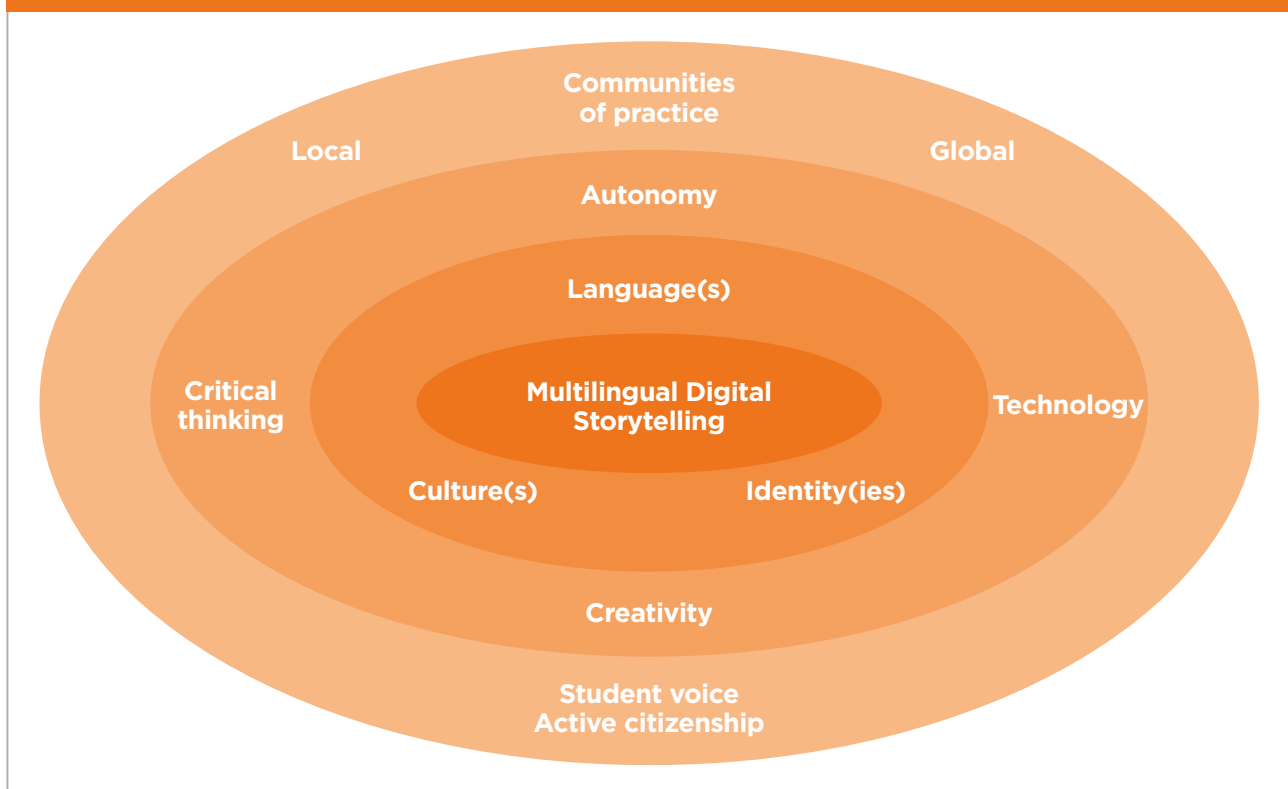 Communities
of practice
Local
Global
Autonomy
Language(s)
Critical
thinking
Multilingual Digital
Storytelling
Technology
Culture(s)
Identity(ies)
Creativity
Student voice
Active citizenship